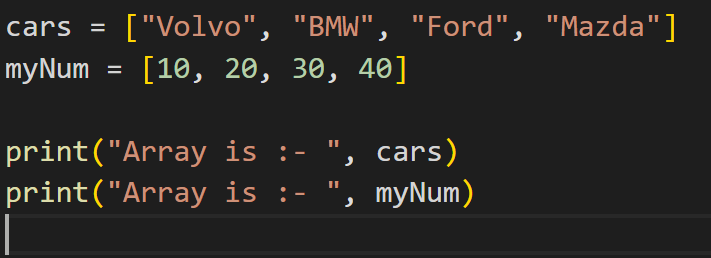 cars = ["Volvo", "BMW", "Ford", "Mazda"]
myNum = [10, 20, 30, 40]
print("Array is :- ", cars)
print("Array is :- ", myNum)